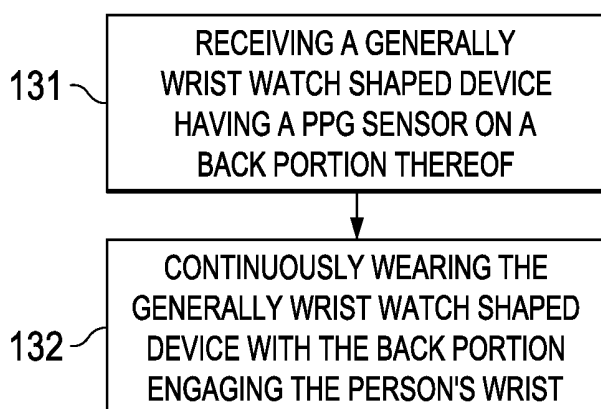 131
RECEIVING A GENERALLY
WRIST WATCH SHAPED DEVICE
HAVING A PPG SENSOR ON A
BACK PORTION THEREOF
132
CONTINUOUSLY WEARING THE
GENERALLY WRIST WATCH SHAPED
DEVICE WITH THE BACK PORTION
ENGAGING THE PERSON'S WRIST